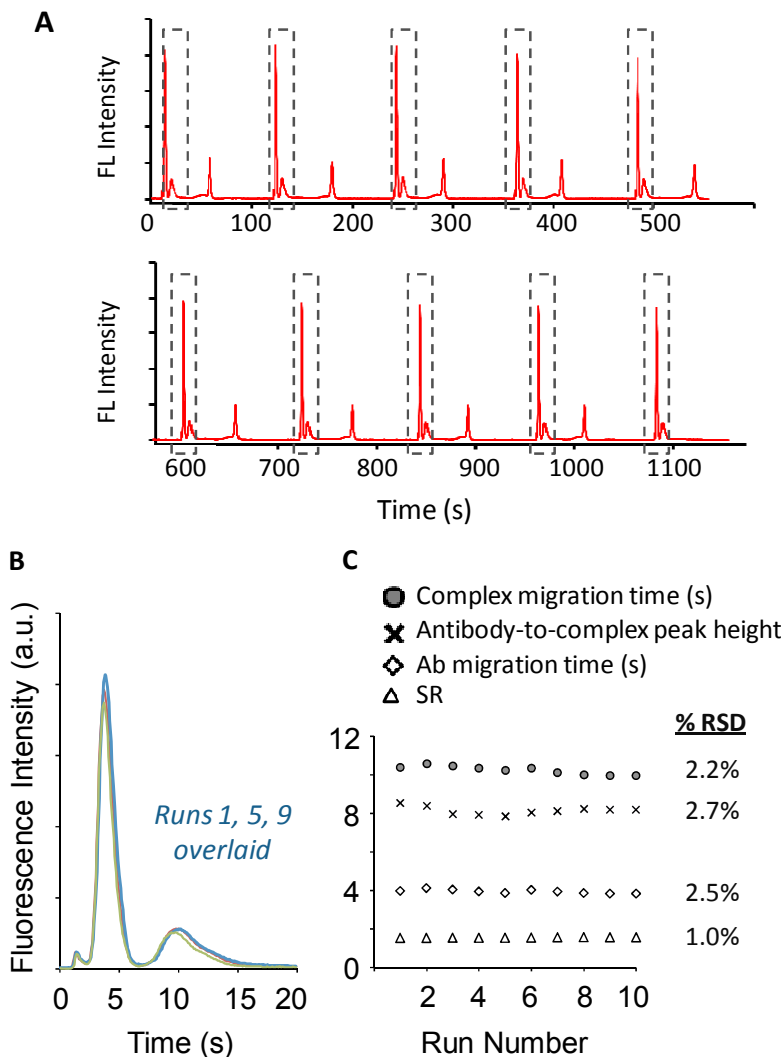 A
FL Intensity
0 100 200 300 400 500
FL Intensity
600 700 800 900 1000 1100
Time (s)
B
Fluorescence Intensity (a.u.)
Runs 1, 5, 9
overlaid
0 5 10 15 20
Time (s)
C
Complex migration time (s)
Antibody-to-complex peak height
Ab migration time (s)
SR
% RSD
12
2.2%
8
2.7%
4
2.5%
1.0%
0
2 4 6 8 10
Run Number